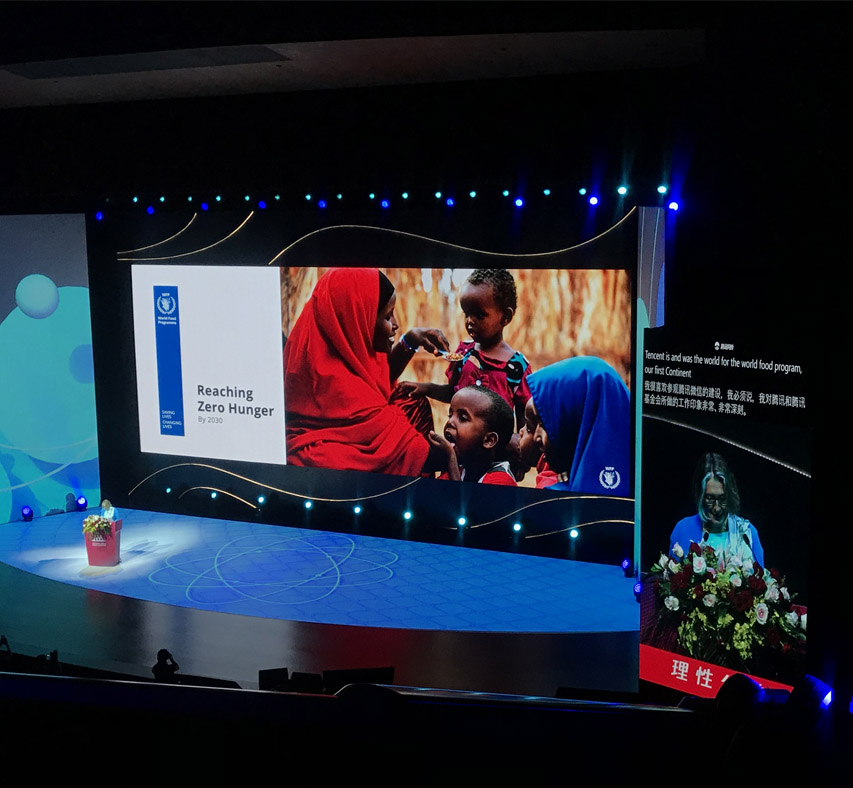 WFP
World Food
Programme
SAVING
LIVES
CHANGING
LIVES
Reaching
Zero Hunger
By 2030
WFP
Tencent is and was the world for the world food program,
our first Continent
我很喜欢参观腾讯微信的建设，我必须说，我对腾讯和腾讯
基金会所做的工作印象非常、非常深刻。
理性